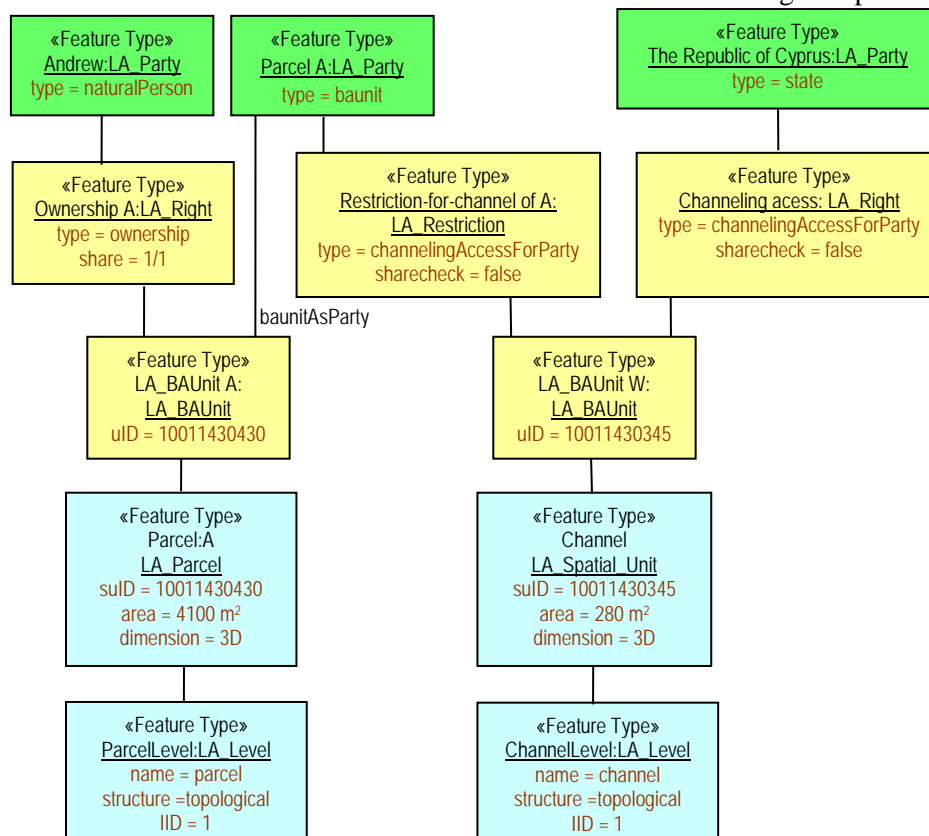 «Feature Type»
Andrew:LA_Party
type = naturalPerson
«Feature Type»
Parcel A:LA_Party
type = baunit
«Feature Type»
The Republic of Cyprus:LA_Party
type = state
«Feature Type»
Ownership A:LA_Right
type = ownership
share = 1/1
«Feature Type»
Restriction-for-channel of A:
LA_Restriction
type = channelingAccessForParty
sharecheck = false
«Feature Type»
Channeling acess: LA_Right
type = channelingAccessForParty
sharecheck = false
baunitAsParty
«Feature Type»
LA_BAUnit A:
LA_BAUnit
uID = 10011430430
«Feature Type»
LA_BAUnit W:
LA_BAUnit
uID = 10011430345
«Feature Type»
Parcel:A
LA_Parcel
suID = 10011430430
area = 4100 m²
dimension = 3D
«Feature Type»
Channel
LA_Spatial_Unit
suID = 10011430345
area = 280 m²
dimension = 3D
«Feature Type»
ParcelLevel:LA_Level
name = parcel
structure =topological
lID = 1
«Feature Type»
ChannelLevel:LA_Level
name = channel
structure =topological
lID = 1